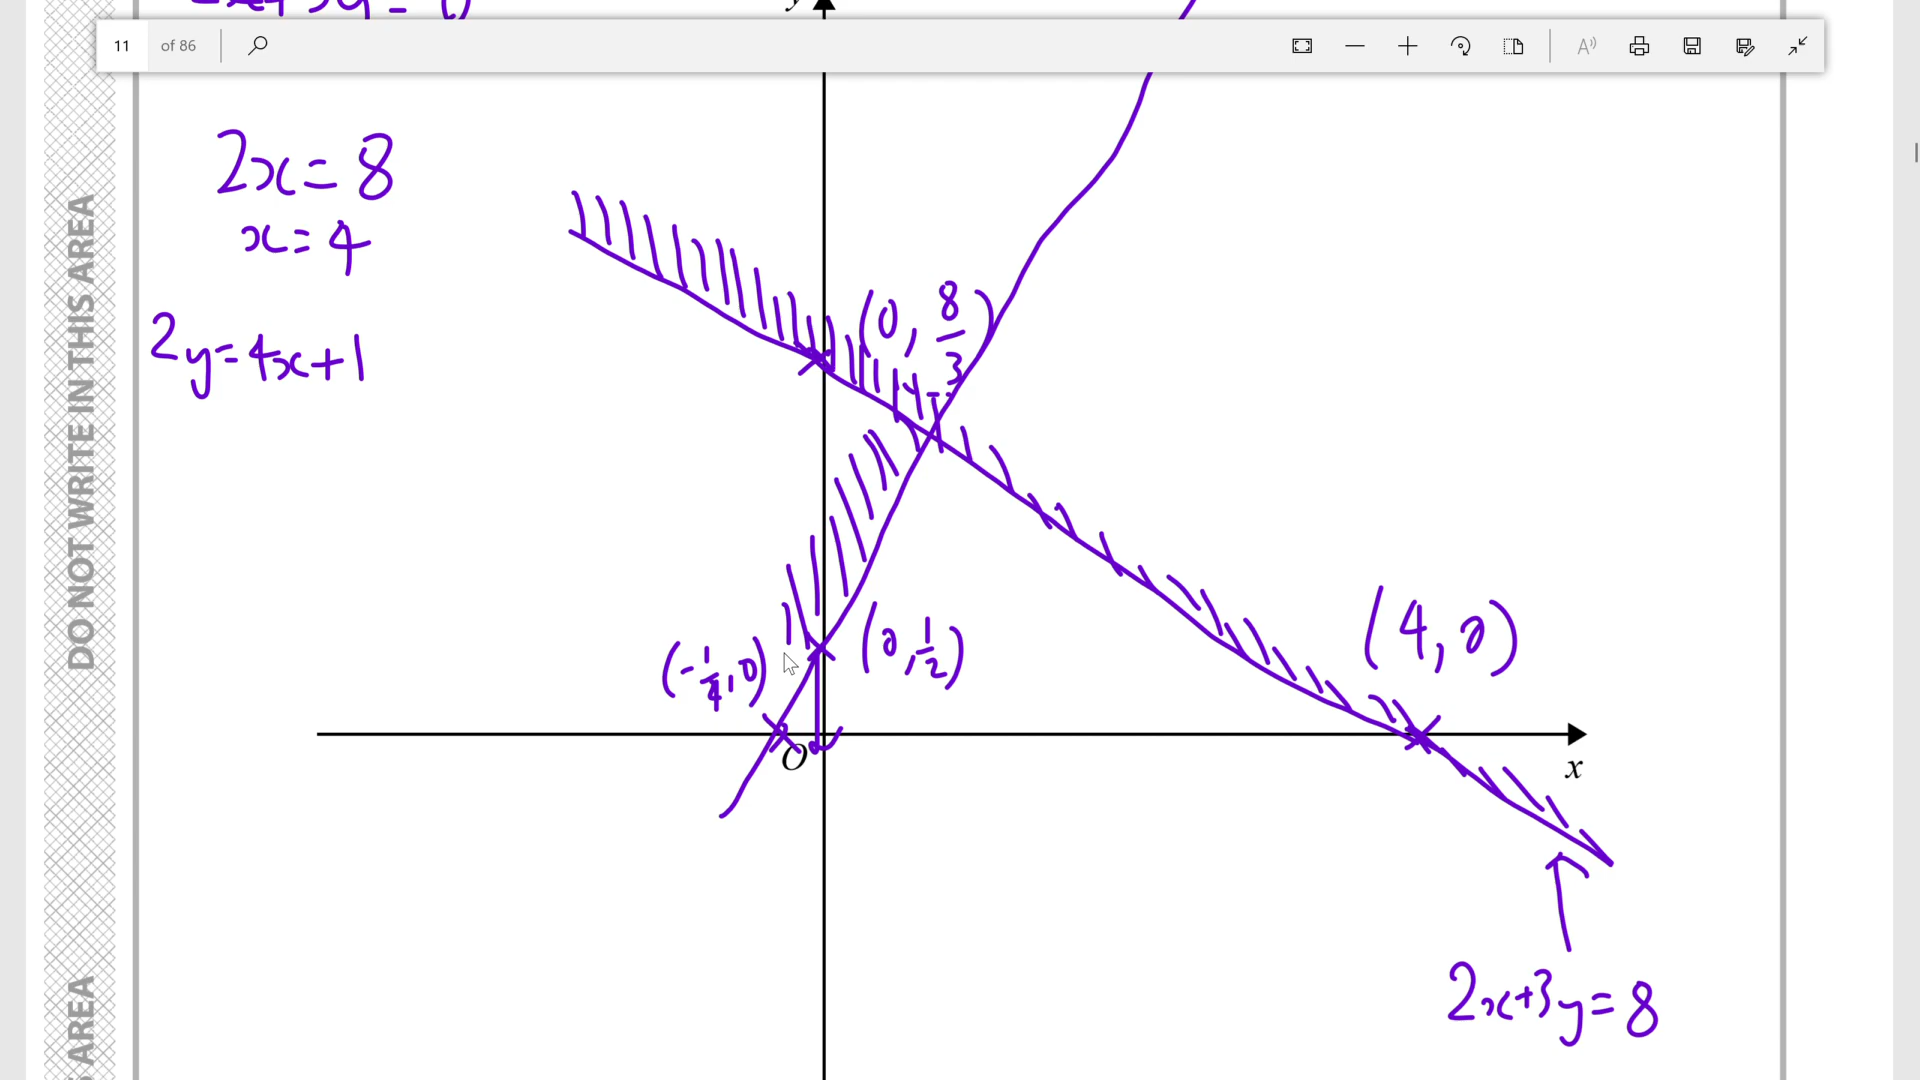 11 of 86
y
2x = 8
x = 4
2y = 4x + 1
(0, 8/3)
(-1/4, 0)
(0, 1/2)
(4, 0)
O
x
2x+3y = 8
DO NOT WRITE IN THIS AREA
AREA